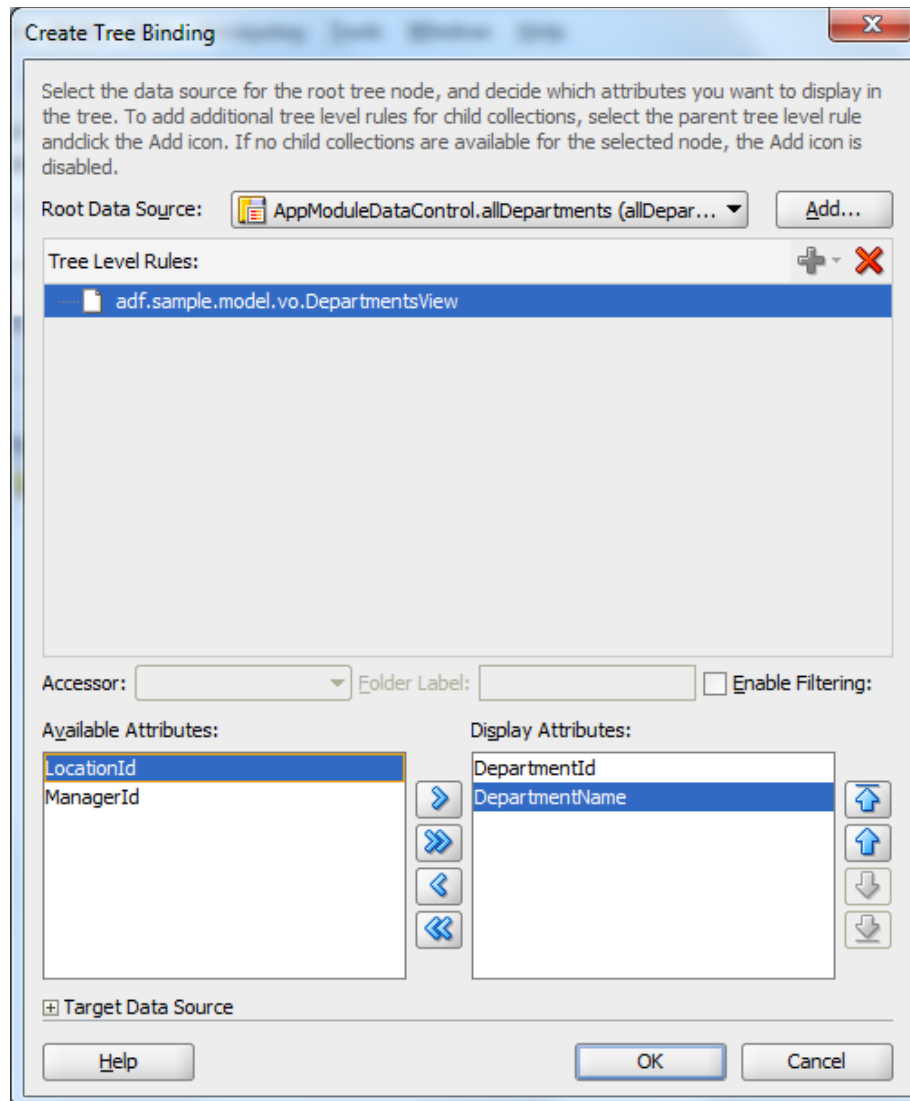 Create Tree Binding
Select the data source for the root tree node, and decide which attributes you want to display in
the tree. To add additional tree level rules for child collections, select the parent tree level rule
andclick the Add icon. If no child collections are available for the selected node, the Add icon is
disabled.
Root Data Source: AppModuleDataControl.allDepartments (allDepar... Add...
Tree Level Rules:
adf.sample.model.vo.DepartmentsView
Accessor: Folder Label: Enable Filtering:
Available Attributes: Display Attributes:
LocationId DepartmentId
ManagerId DepartmentName
Target Data Source
Help OK Cancel